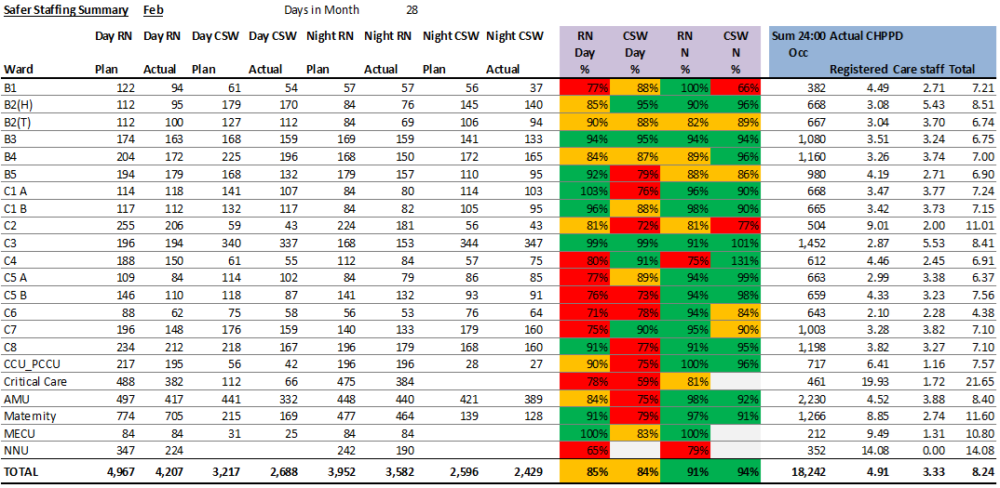 Safer Staffing Summary Feb Days in Month 28
Day RN Day RN Day CSW Day CSW Night RN Night RN Night CSW Night CSW RN CSW RN CSW Sum 24:00 Actual CHPPD
Day Day N N Occ
Ward Plan Actual Plan Actual Plan Actual Plan Actual % % % % Registered Care staff Total
B1 122 94 61 54 57 57 56 37 77% 88% 100% 66% 382 4.49 2.71 7.21
B2(H) 112 95 179 170 84 76 145 140 85% 95% 90% 96% 668 3.08 5.43 8.51
B2(T) 112 100 127 112 84 69 106 94 90% 88% 82% 89% 667 3.04 3.70 6.74
B3 174 163 168 159 169 159 141 133 94% 95% 94% 94% 1,080 3.51 3.24 6.75
B4 204 172 225 196 168 150 172 165 84% 87% 89% 96% 1,160 3.26 3.74 7.00
B5 194 179 168 132 179 157 110 95 92% 79% 88% 86% 980 4.19 2.71 6.90
C1 A 114 118 141 107 84 80 114 103 103% 76% 96% 90% 668 3.47 3.77 7.24
C1 B 117 112 132 117 84 82 105 95 96% 88% 98% 90% 665 3.42 3.73 7.15
C2 255 206 59 43 224 181 56 43 81% 72% 81% 77% 504 9.01 2.00 11.01
C3 196 194 340 337 168 153 344 347 99% 99% 91% 101% 1,452 2.87 5.53 8.41
C4 188 150 61 55 112 84 57 75 80% 91% 75% 131% 612 4.46 2.45 6.91
C5 A 109 84 114 102 84 79 86 85 77% 89% 94% 99% 663 2.99 3.38 6.37
C5 B 146 110 118 87 141 132 93 91 76% 73% 94% 98% 659 4.33 3.23 7.56
C6 88 62 75 58 56 53 76 64 71% 78% 94% 84% 643 2.10 2.28 4.38
C7 196 148 176 159 140 133 179 160 75% 90% 95% 90% 1,003 3.28 3.82 7.10
C8 234 212 218 167 196 179 168 160 91% 77% 91% 95% 1,198 3.82 3.27 7.10
CCU_PCCU 217 195 56 42 196 196 28 27 90% 75% 100% 96% 717 6.41 1.16 7.57
Critical Care 488 382 112 66 475 384 78% 59% 81% 461 19.93 1.72 21.65
AMU 497 417 441 332 448 440 421 389 84% 75% 98% 92% 2,230 4.52 3.88 8.40
Maternity 774 705 215 169 477 464 139 128 91% 79% 97% 91% 1,266 8.85 2.74 11.60
MECU 84 84 31 25 84 84 100% 83% 100% 212 9.49 1.31 10.80
NNU 347 224 242 190 65% 79% 352 14.08 0.00 14.08
TOTAL 4,967 4,207 3,217 2,688 3,952 3,582 2,596 2,429 85% 84% 91% 94% 18,242 4.91 3.33 8.24